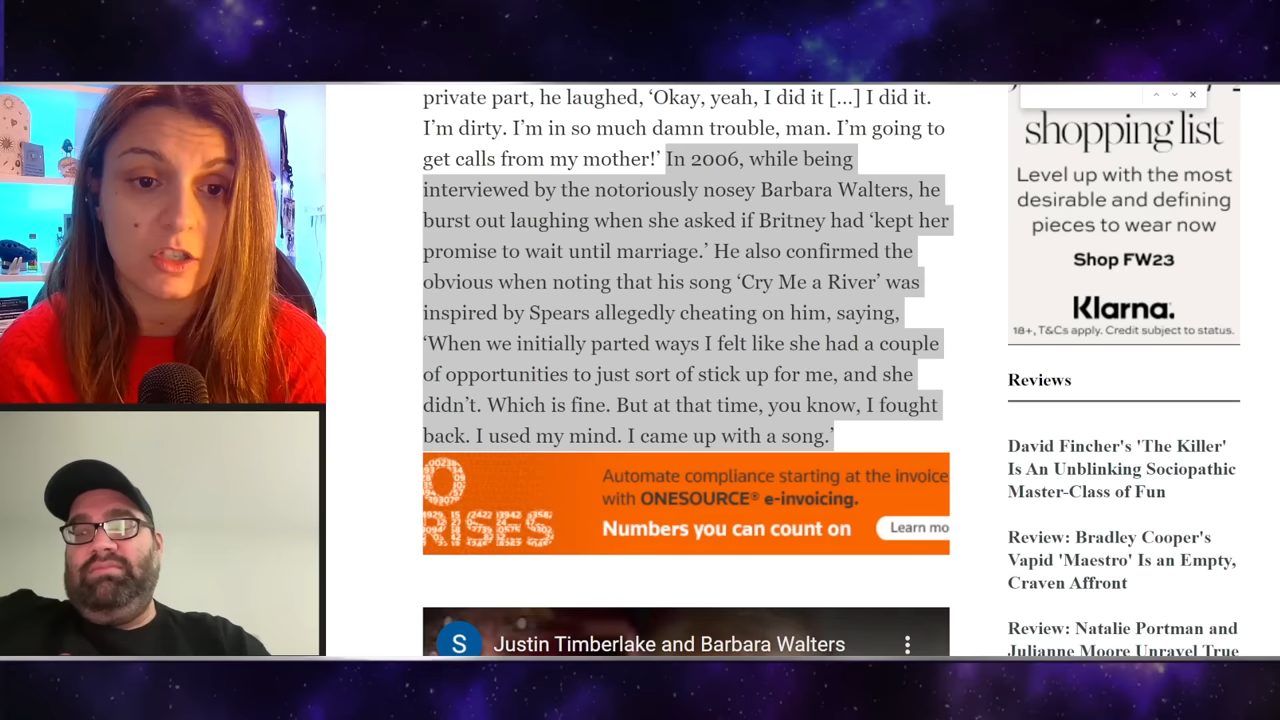 private part, he laughed, ‘Okay, yeah, I did it [...] I did it.
I’m dirty. I’m in so much damn trouble, man. I’m going to
get calls from my mother!’ In 2006, while being
interviewed by the notoriously nosey Barbara Walters, he
burst out laughing when she asked if Britney had ‘kept her
promise to wait until marriage.’ He also confirmed the
obvious when noting that his song ‘Cry Me a River’ was
inspired by Spears allegedly cheating on him, saying,
‘When we initially parted ways I felt like she had a couple
of opportunities to just sort of stick up for me, and she
didn’t. Which is fine. But at that time, you know, I fought
back. I used my mind. I came up with a song.’
Automate compliance starting at the invoice
with ONESOURCE® e-invoicing.
Numbers you can count on
Learn mo
RISES
S
Justin Timberlake and Barbara Walters
shopping list
Level up with the most
desirable and defining
pieces to wear now
Shop FW23
Klarna.
18+, T&Cs apply. Credit subject to status.
Reviews
David Fincher's 'The Killer'
Is An Unblinking Sociopathic
Master-Class of Fun
Review: Bradley Cooper's
Vapid 'Maestro' Is an Empty,
Craven Affront
Review: Natalie Portman and
Julianne Moore Unravel True